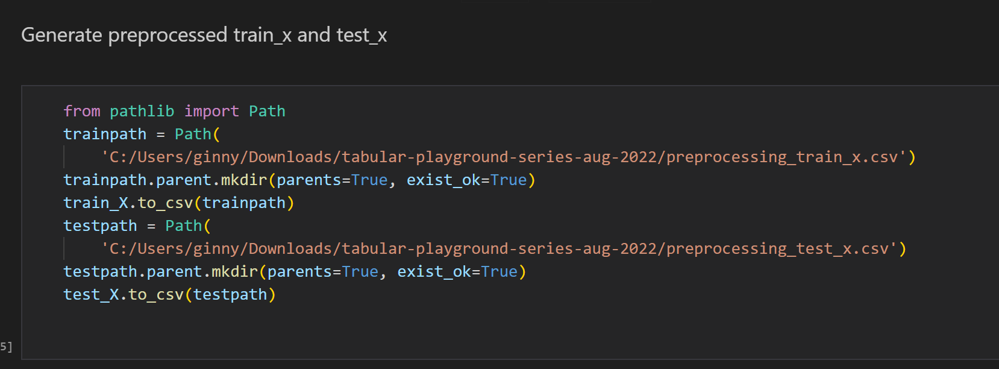 Generate preprocessed train_x and test_x
from pathlib import Path
trainpath = Path(
'C:/Users/ginny/Downloads/tabular-playground-series-aug-2022/preprocessing_train_x.csv')
trainpath.parent.mkdir(parents=True, exist_ok=True)
train_X.to_csv(trainpath)
testpath = Path(
'C:/Users/ginny/Downloads/tabular-playground-series-aug-2022/preprocessing_test_x.csv')
testpath.parent.mkdir(parents=True, exist_ok=True)
test_X.to_csv(testpath)
5]